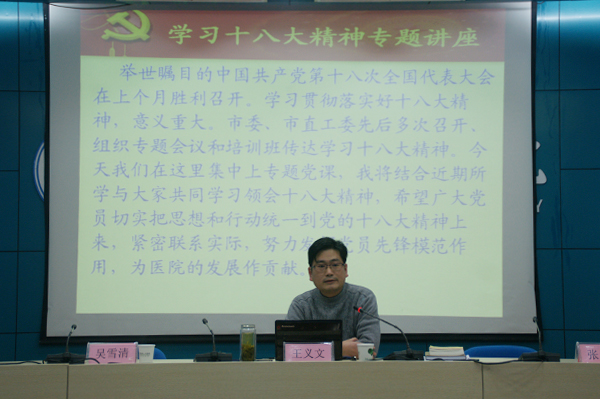 学习十八大精神专题讲座
举世瞩目的中国共产党第十八次全国代表大会
在上个月胜利召开。学习贯彻落实好十八大精
神,意义重大。市委、市直工委先后多次召开、
组织专题会议和培训班传达学习十八大精神。今
天我们在这里集中上专题党课,我将结合近期所
学与大家共同学习领会十八大精神,希望广大党
员切实把思想和行动统一到党的十八大精神上
来,紧密联系实际,努力发 党员先锋模范作
用,为医院的发展作贡献。
吴雪清
王义文
张